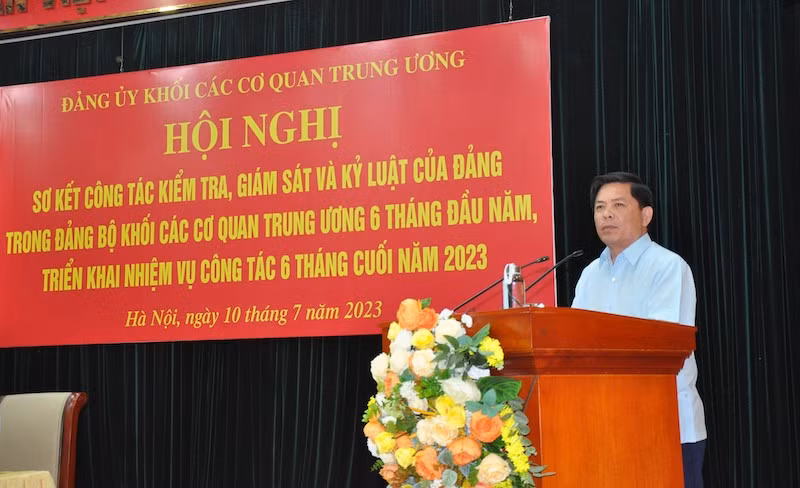 ĐẢNG ỦY KHỐI CÁC CƠ QUAN TRUNG ƯƠNG
HỘI NGHỊ
SƠ KẾT CÔNG TÁC KIỂM TRA, GIÁM SÁT VÀ KỶ LUẬT CỦA ĐẢNG
TRONG ĐẢNG BỘ KHỐI CÁC CƠ QUAN TRUNG ƯƠNG 6 THÁNG ĐẦU NĂM,
TRIỂN KHAI NHIỆM VỤ CÔNG TÁC 6 THÁNG CUỐI NĂM 2023
Hà Nội, ngày 10 tháng 7 năm 2023